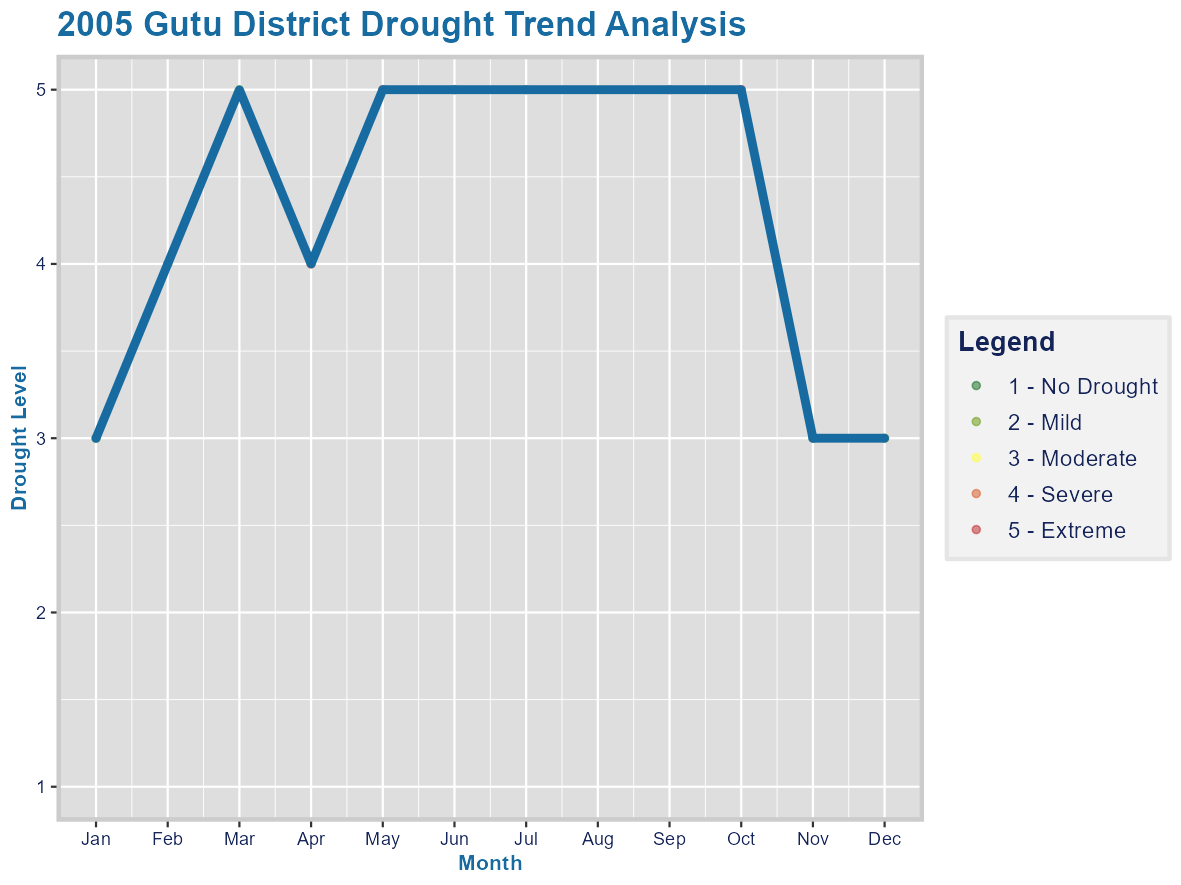 2005 Gutu District Drought Trend Analysis
5
4
3
2
1
Drought Level
Jan Feb Mar Apr May Jun Jul Aug Sep Oct Nov Dec
Month
Legend
1 - No Drought
2 - Mild
3 - Moderate
4 - Severe
5 - Extreme